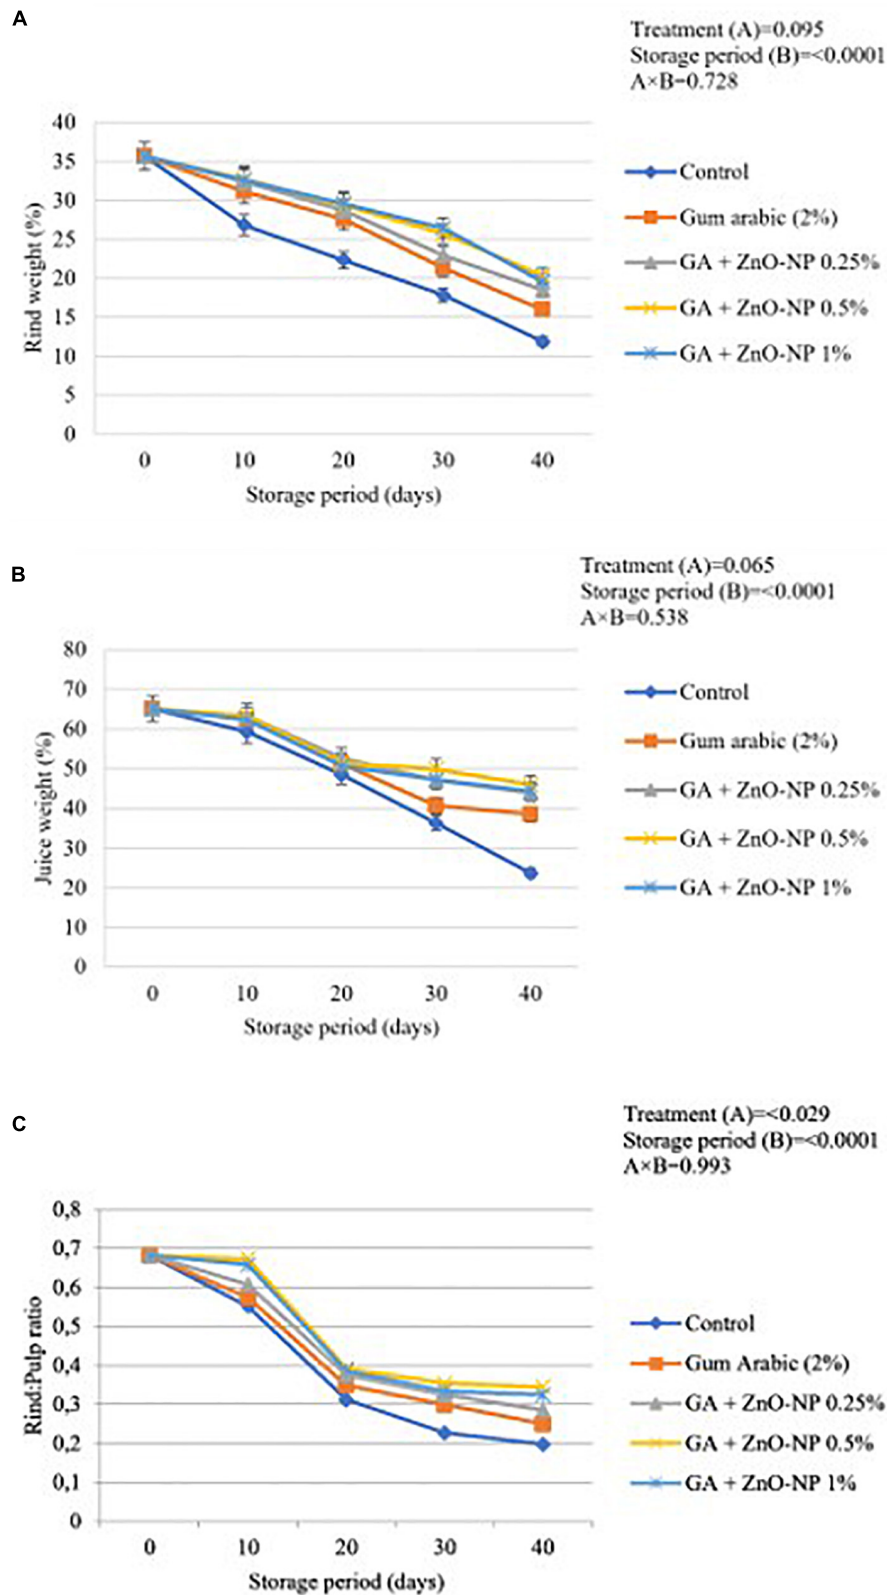 A
Treatment (A)=0.095
Storage period (B)=<0.0001
A×B=0.728
40
35
30
25
20
15
10
5
0
Rind weight (%)
0 10 20 30 40
Storage period (days)
Control
Gum arabic (2%)
GA + ZnO-NP 0.25%
GA + ZnO-NP 0.5%
GA + ZnO-NP 1%
B
Treatment (A)=0.065
Storage period (B)=<0.0001
A×B=0.538
80
70
60
50
40
30
20
10
0
Juice weight (%)
0 10 20 30 40
Storage period (days)
Control
Gum arabic (2%)
GA + ZnO-NP 0.25%
GA + ZnO-NP 0.5%
GA + ZnO-NP 1%
C
Treatment (A)=<0.029
Storage period (B)=<0.0001
A×B=0.993
0,8
0,7
0,6
0,5
0,4
0,3
0,2
0,1
0
Rind:Pulp ratio
0 10 20 30 40
Storage period (days)
Control
Gum Arabic (2%)
GA + ZnO-NP 0.25%
GA + ZnO-NP 0.5%
GA + ZnO-NP 1%